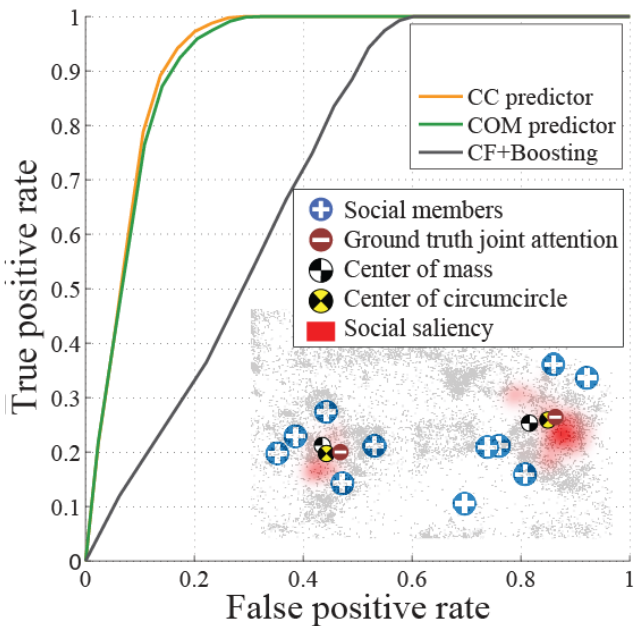 1
0.9
0.8
0.7
0.6
0.5
0.4
0.3
0.2
0.1
0
0
0.2
0.4
0.6
0.8
1
True positive rate
False positive rate
CC predictor
COM predictor
CF+Boosting
Social members
Ground truth joint attention
Center of mass
Center of circumcircle
Social saliency